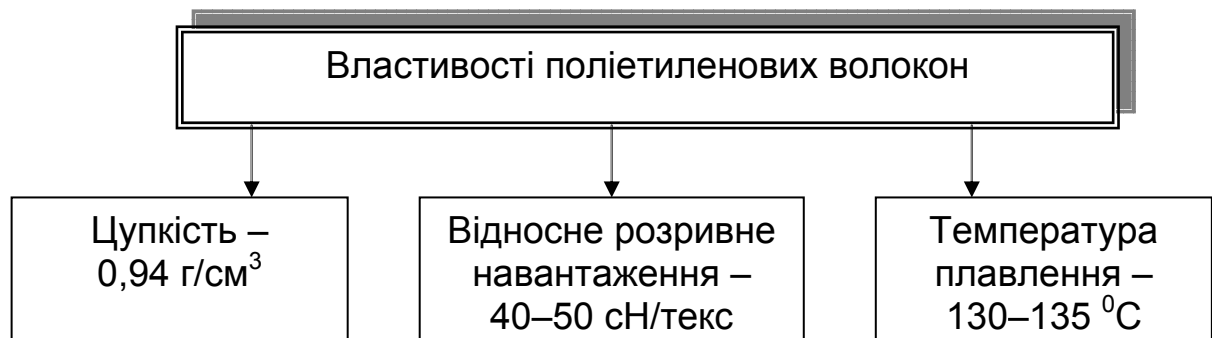 Властивості поліетиленових волокон
Цупкість –
0,94 г/см³
Відносне розривне
навантаження –
40–50 сН/текс
Температура
плавлення –
130–135 ⁰С